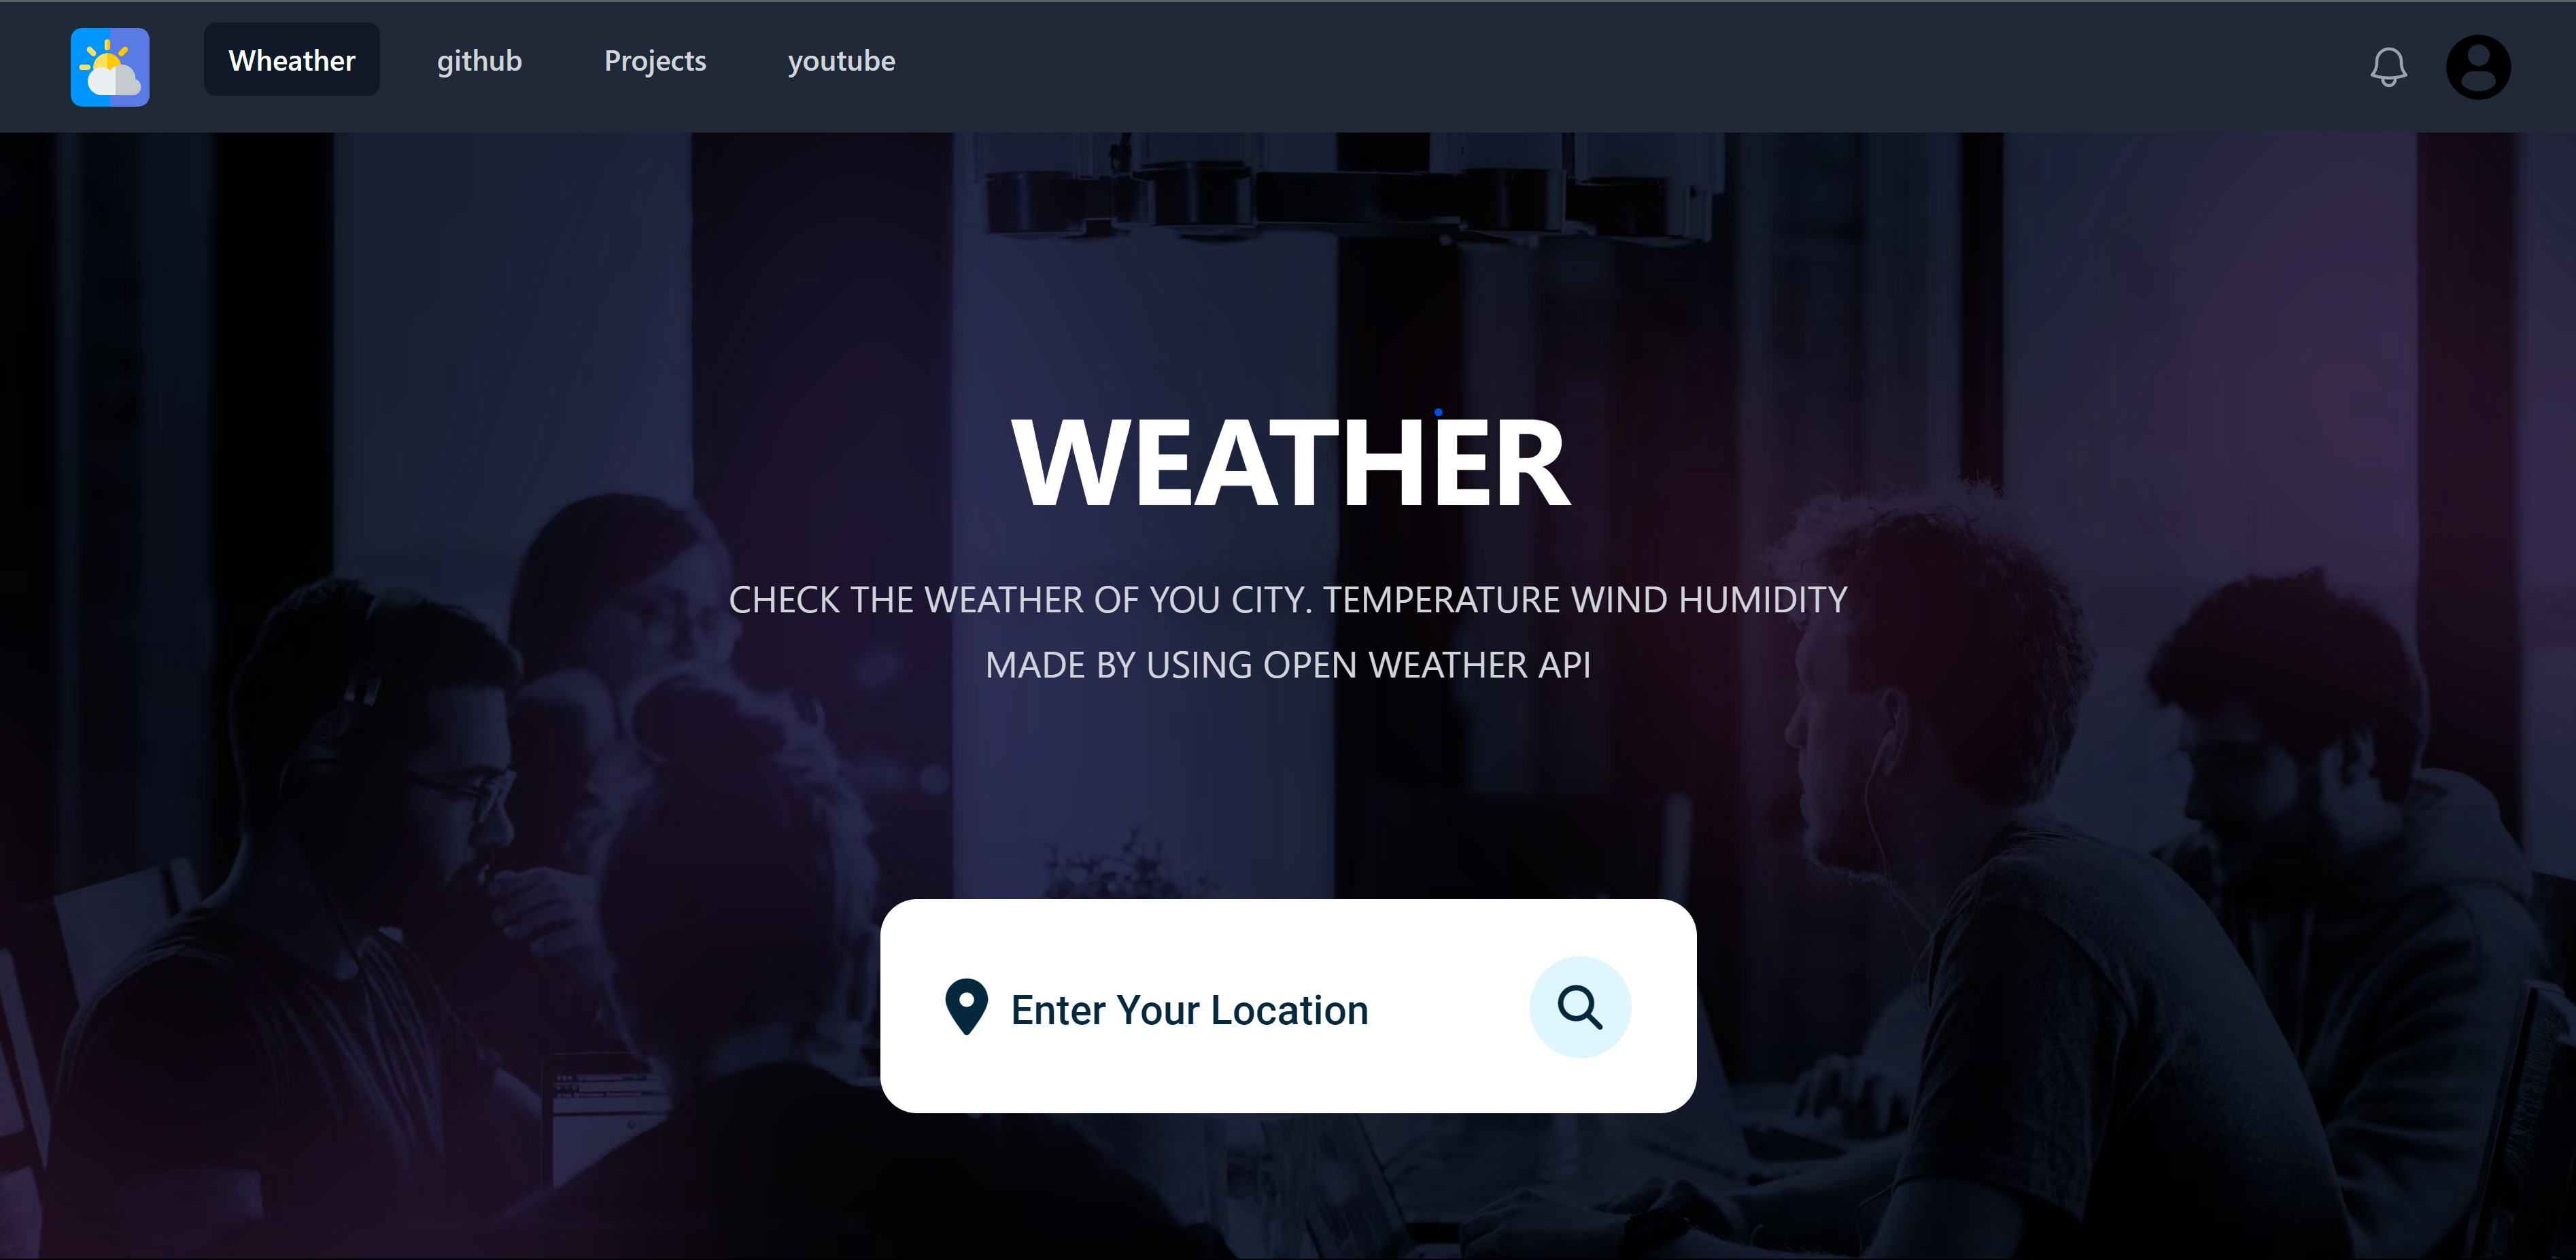 Wheather github Projects youtube
WEATHER
CHECK THE WEATHER OF YOU CITY. TEMPERATURE WIND HUMIDITY
MADE BY USING OPEN WEATHER API
Enter Your Location